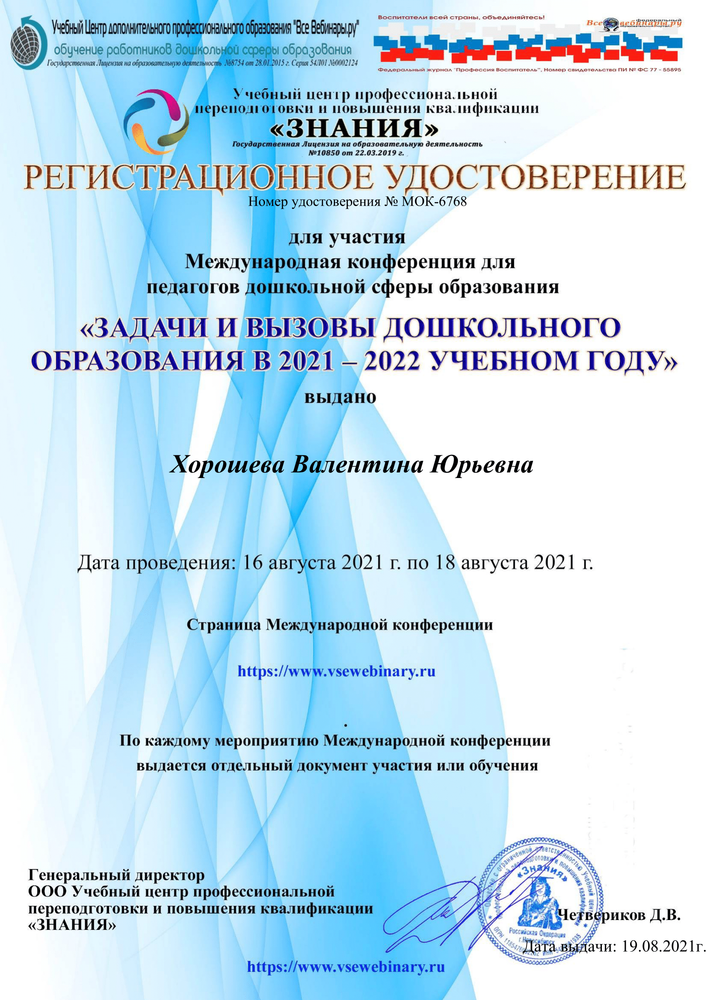 Учебный Центр дополнительного профессионального образования "Все Вебинары.ру"
обучение работников дошкольной сферы образования
Государственная Лицензия на образовательную деятельность №8754 от 28.01.2015 г. Серия 54Л01 №0002124
Воспитатели всей страны, объединяйтесь!
Все вебинары.ру
федеральный
образовательный портал
Федеральный журнал "Профессия Воспитатель", Номер свидетельства ПИ № ФС 77 - 55895
Учебный центр профессиональной
переподготовки и повышения квалификации
«ЗНАНИЯ»
Государственная Лицензия на образовательную деятельность
№10850 от 22.03.2019 г.
РЕГИСТРАЦИОННОЕ УДОСТОВЕРЕНИЕ
Номер удостоверения № МОК-6768
для участия
Международная конференция для
педагогов дошкольной сферы образования
«ЗАДАЧИ И ВЫЗОВЫ ДОШКОЛЬНОГО
ОБРАЗОВАНИЯ В 2021 – 2022 УЧЕБНОМ ГОДУ»
выдано
Хорошева Валентина Юрьевна
Дата проведения: 16 августа 2021 г. по 18 августа 2021 г.
Страница Международной конференции
https://www.vsewebinary.ru
.
По каждому мероприятию Международной конференции
выдается отдельный документ участия или обучения
Генеральный директор
ООО Учебный центр профессиональной
переподготовки и повышения квалификации
«ЗНАНИЯ»
Общество с ограниченной ответственностью Учебный центр
профессиональной переподготовки и повышения квалификации
«Знания»
Российская Федерация
г.Новосибирск
Четвериков Д.В.
Дата выдачи: 19.08.2021г.
https://www.vsewebinary.ru